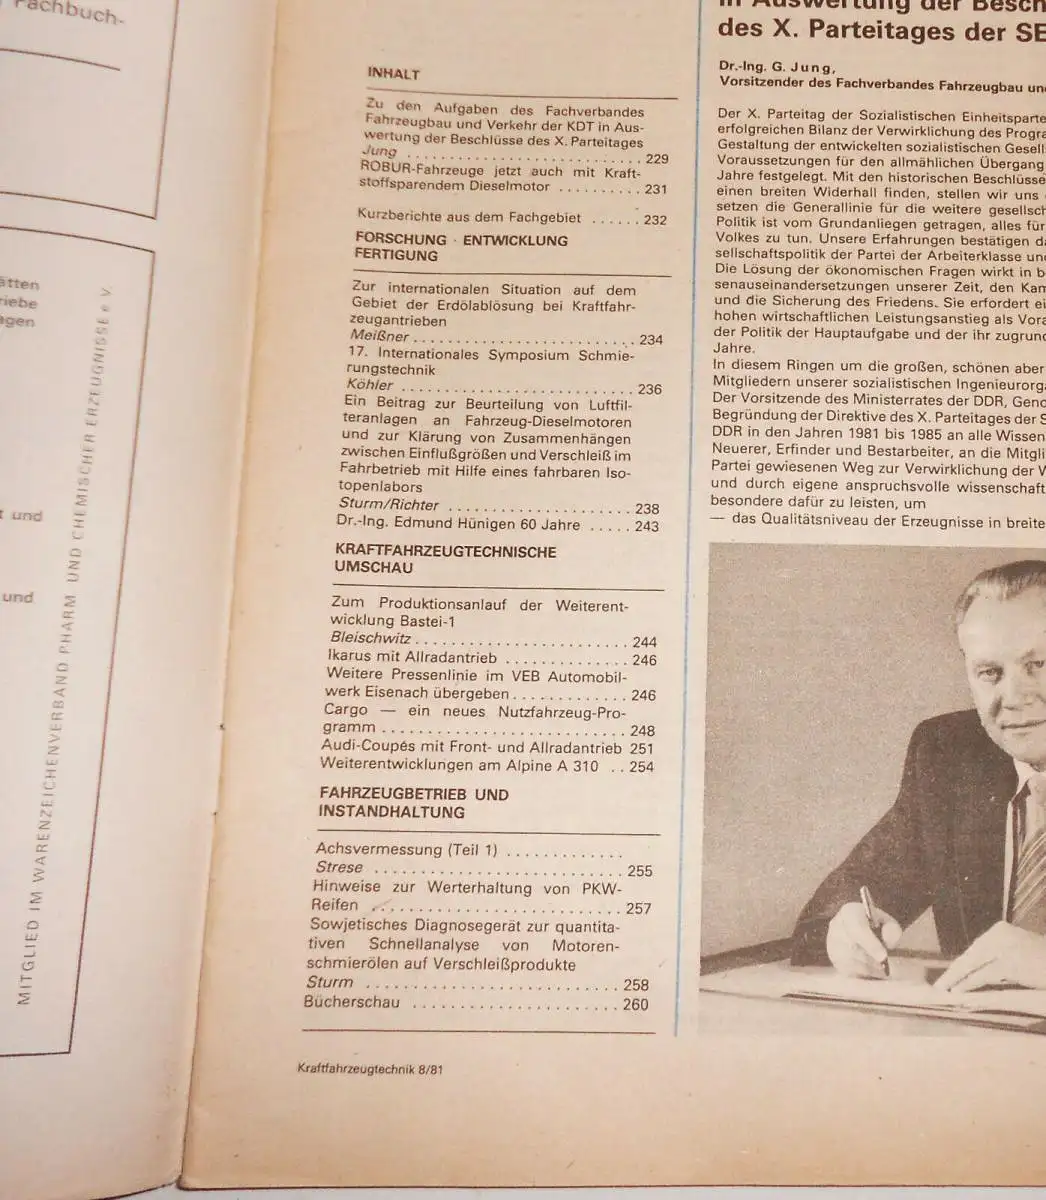 Fachbuch-
ätten
riebe
agen
t und
und
MITGLIED IM WARENZEICHENVERBAND PHARM. UND CHEMISCHER ERZEUGNISSE e. V.
INHALT
Zu den Aufgaben des Fachverbandes
Fahrzeugbau und Verkehr der KDT in Aus-
wertung der Beschlüsse des X. Parteitages
Jung . . . . . . . . . . . . . . . . . . . . . . . . . . 229
ROBUR-Fahrzeuge jetzt auch mit Kraft-
stoffsparendem Dieselmotor . . . . . . . . . 231
Kurzberichte aus dem Fachgebiet . . . . . . 232
FORSCHUNG · ENTWICKLUNG
FERTIGUNG
Zur internationalen Situation auf dem
Gebiet der Erdölablösung bei Kraftfahr-
zeugantrieben
Meißner . . . . . . . . . . . . . . . . . . . . . . . . 234
17. Internationales Symposium Schmie-
rungstechnik
Köhler . . . . . . . . . . . . . . . . . . . . . . . . . 236
Ein Beitrag zur Beurteilung von Luftfil-
teranlagen an Fahrzeug-Dieselmotoren
und zur Klärung von Zusammenhängen
zwischen Einflußgrößen und Verschleiß im
Fahrbetrieb mit Hilfe eines fahrbaren Iso-
topenlabors
Sturm/Richter . . . . . . . . . . . . . . . . . . . . 238
Dr.-Ing. Edmund Hünigen 60 Jahre . . . . . 243
KRAFTFAHRZEUGTECHNISCHE
UMSCHAU
Zum Produktionsanlauf der Weiterent-
wicklung Bastei-1
Bleischwitz . . . . . . . . . . . . . . . . . . . . . . . 244
Ikarus mit Allradantrieb . . . . . . . . . . . . . 246
Weitere Pressenlinie im VEB Automobil-
werk Eisenach übergeben . . . . . . . . . . . . 246
Cargo — ein neues Nutzfahrzeug-Pro-
gramm . . . . . . . . . . . . . . . . . . . . . . . . . . 248
Audi-Coupés mit Front- und Allradantrieb 251
Weiterentwicklungen am Alpine A 310 . . 254
FAHRZEUGBETRIEB UND
INSTANDHALTUNG
Achsvermessung (Teil 1) . . . . . . . . . . . . .
Strese . . . . . . . . . . . . . . . . . . . . . . . . . . . 255
Hinweise zur Werterhaltung von PKW-
Reifen . . . . . . . . . . . . . . . . . . . . . . . . . . . 257
Sowjetisches Diagnosegerät zur quantita-
tiven Schnellanalyse von Motoren-
schmierölen auf Verschleißprodukte
Sturm . . . . . . . . . . . . . . . . . . . . . . . . . . . . 258
Bücherschau . . . . . . . . . . . . . . . . . . . . . . 260
Kraftfahrzeugtechnik 8/81
in Auswertung der Besch
des X. Parteitages der SE
Dr.-Ing. G. Jung,
Vorsitzender des Fachverbandes Fahrzeugbau un
Der X. Parteitag der Sozialistischen Einheitsparte
erfolgreichen Bilanz der Verwirklichung des Progra
Gestaltung der entwickelten sozialistischen Gesell
Voraussetzungen für den allmählichen Übergang
Jahre festgelegt. Mit den historischen Beschlüsse
einen breiten Widerhall finden, stellen wir uns
setzen die Generallinie für die weitere gesellsch
Politik ist vom Grundanliegen getragen, alles für
Volkes zu tun. Unsere Erfahrungen bestätigen da
sellschaftspolitik der Partei der Arbeiterklasse un
Die Lösung der ökonomischen Fragen wirkt in b
senauseinandersetzungen unserer Zeit, den Kam
und die Sicherung des Friedens. Sie erfordert ei
hohen wirtschaftlichen Leistungsanstieg als Vora
der Politik der Hauptaufgabe und der ihr zugrund
Jahre.
In diesem Ringen um die großen, schönen aber
Mitgliedern unserer sozialistischen Ingenieurorga
Der Vorsitzende des Ministerrates der DDR, Geno
Begründung der Direktive des X. Parteitages der S
DDR in den Jahren 1981 bis 1985 an alle Wissen
Neuerer, Erfinder und Bestarbeiter, an die Mitgli
Partei gewiesenen Weg zur Verwirklichung der W
und durch eigene anspruchsvolle wissenschaft
besondere dafür zu leisten, um
— das Qualitätsniveau der Erzeugnisse in breite